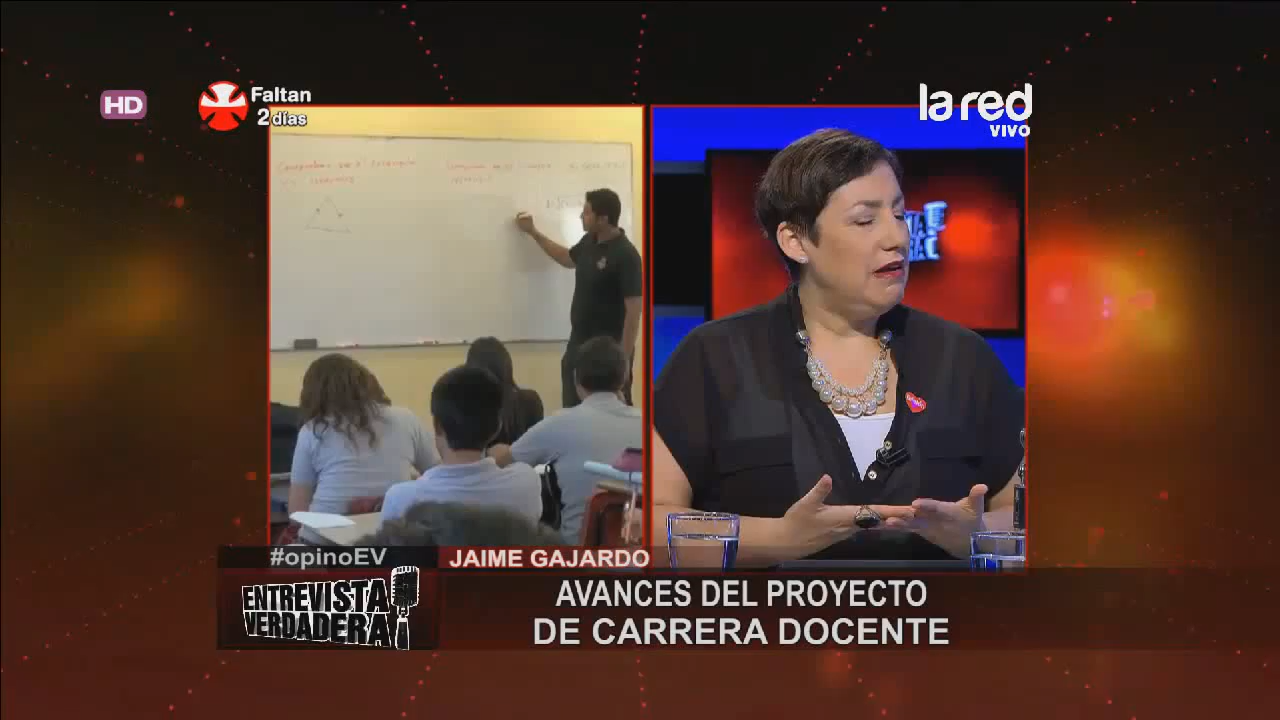 HD
Faltan
2 días
la red
VIVO
#opinoEV
JAIME GAJARDO
ENTREVISTA
VERDADERA
AVANCES DEL PROYECTO
DE CARRERA DOCENTE